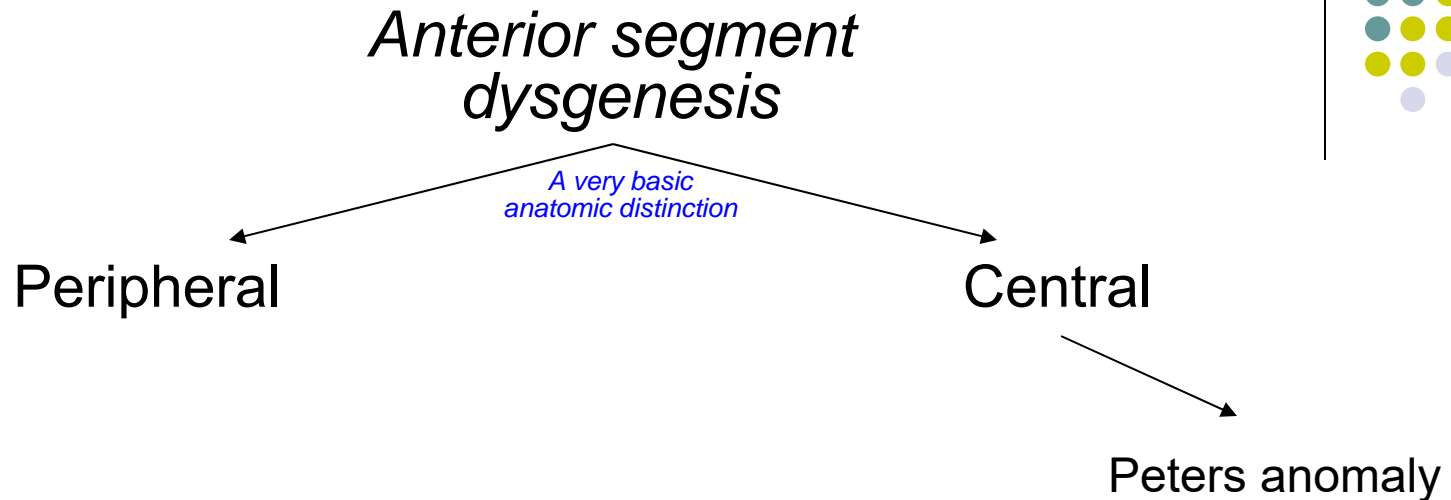 Anterior segment
dysgenesis
A very basic
anatomic distinction
Peripheral
Central
Peters anomaly